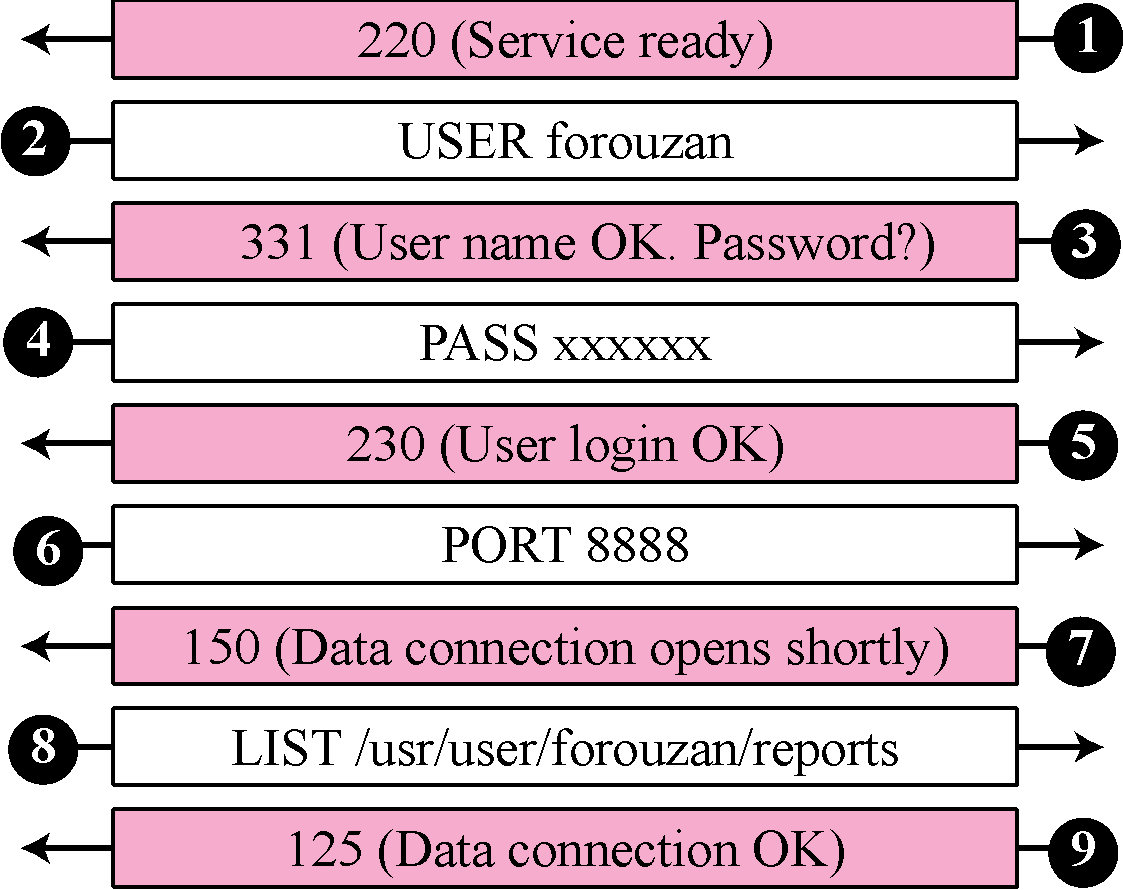 220 (Service ready) 1
2 USER forouzan
331 (User name OK. Password?) 3
4 PASS xxxxxx
230 (User login OK) 5
6 PORT 8888
150 (Data connection opens shortly) 7
8 LIST /usr/user/forouzan/reports
125 (Data connection OK) 9